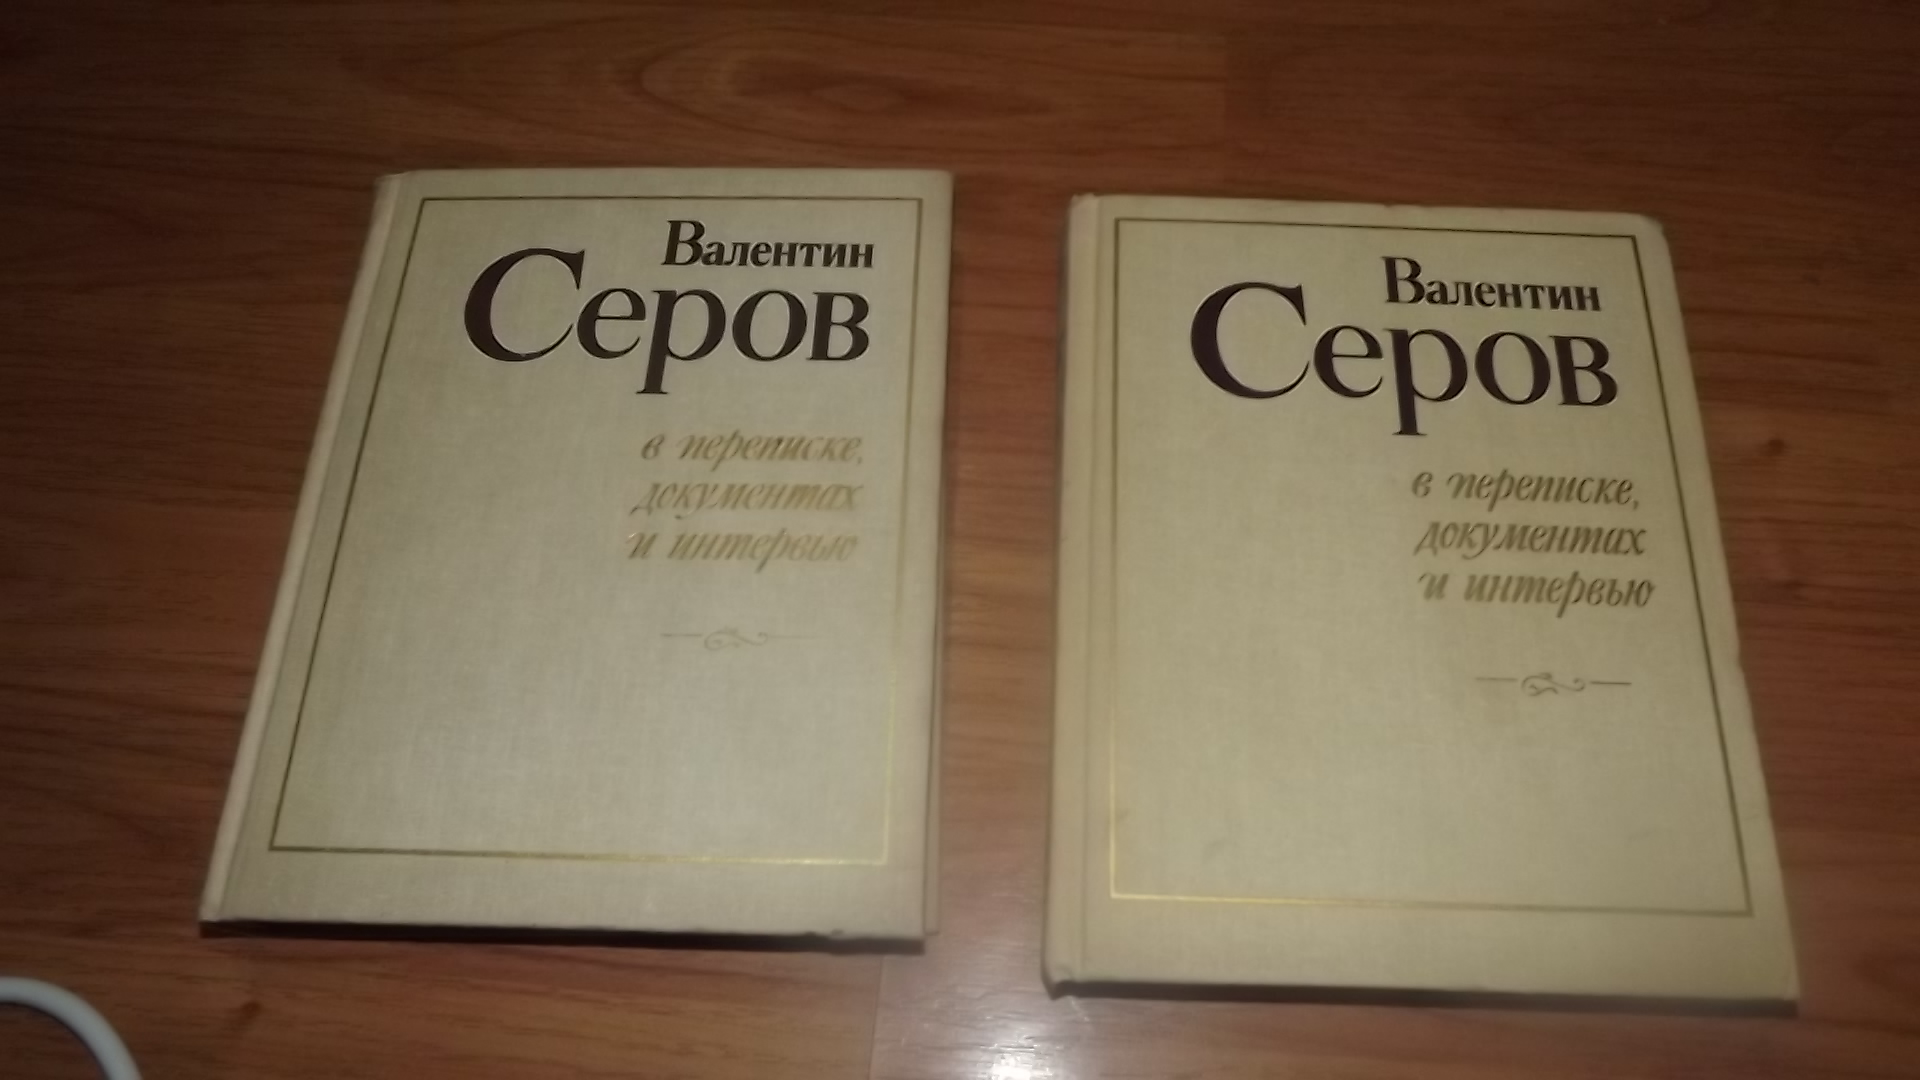 Валентин
Серов
в переписке,
документах
и интервью
Валентин
Серов
в переписке,
документах
и интервью